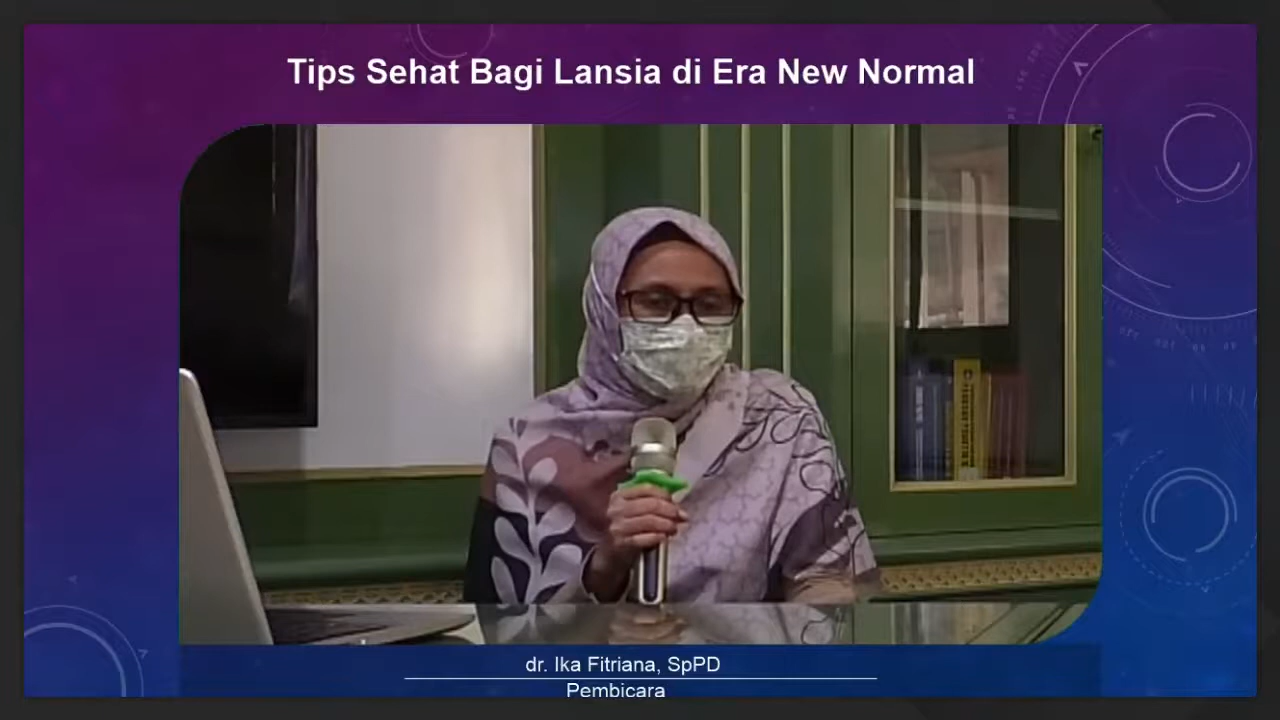 Tips Sehat Bagi Lansia di Era New Normal
dr. Ika Fitriana, SpPD
Pembicara